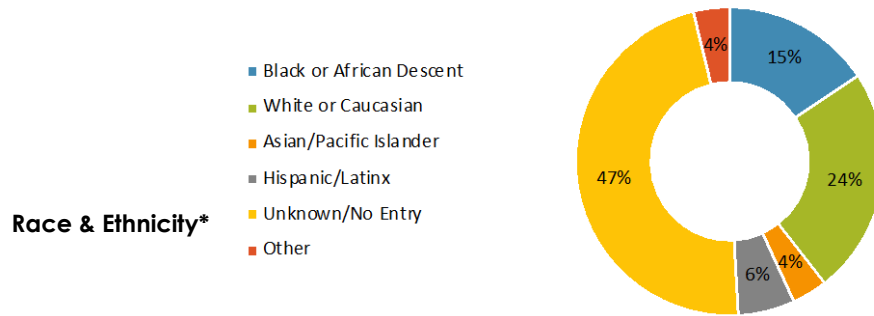 Race & Ethnicity*
Black or African Descent
White or Caucasian
Asian/Pacific Islander
Hispanic/Latinx
Unknown/No Entry
Other
15%
24%
4%
6%
47%
4%